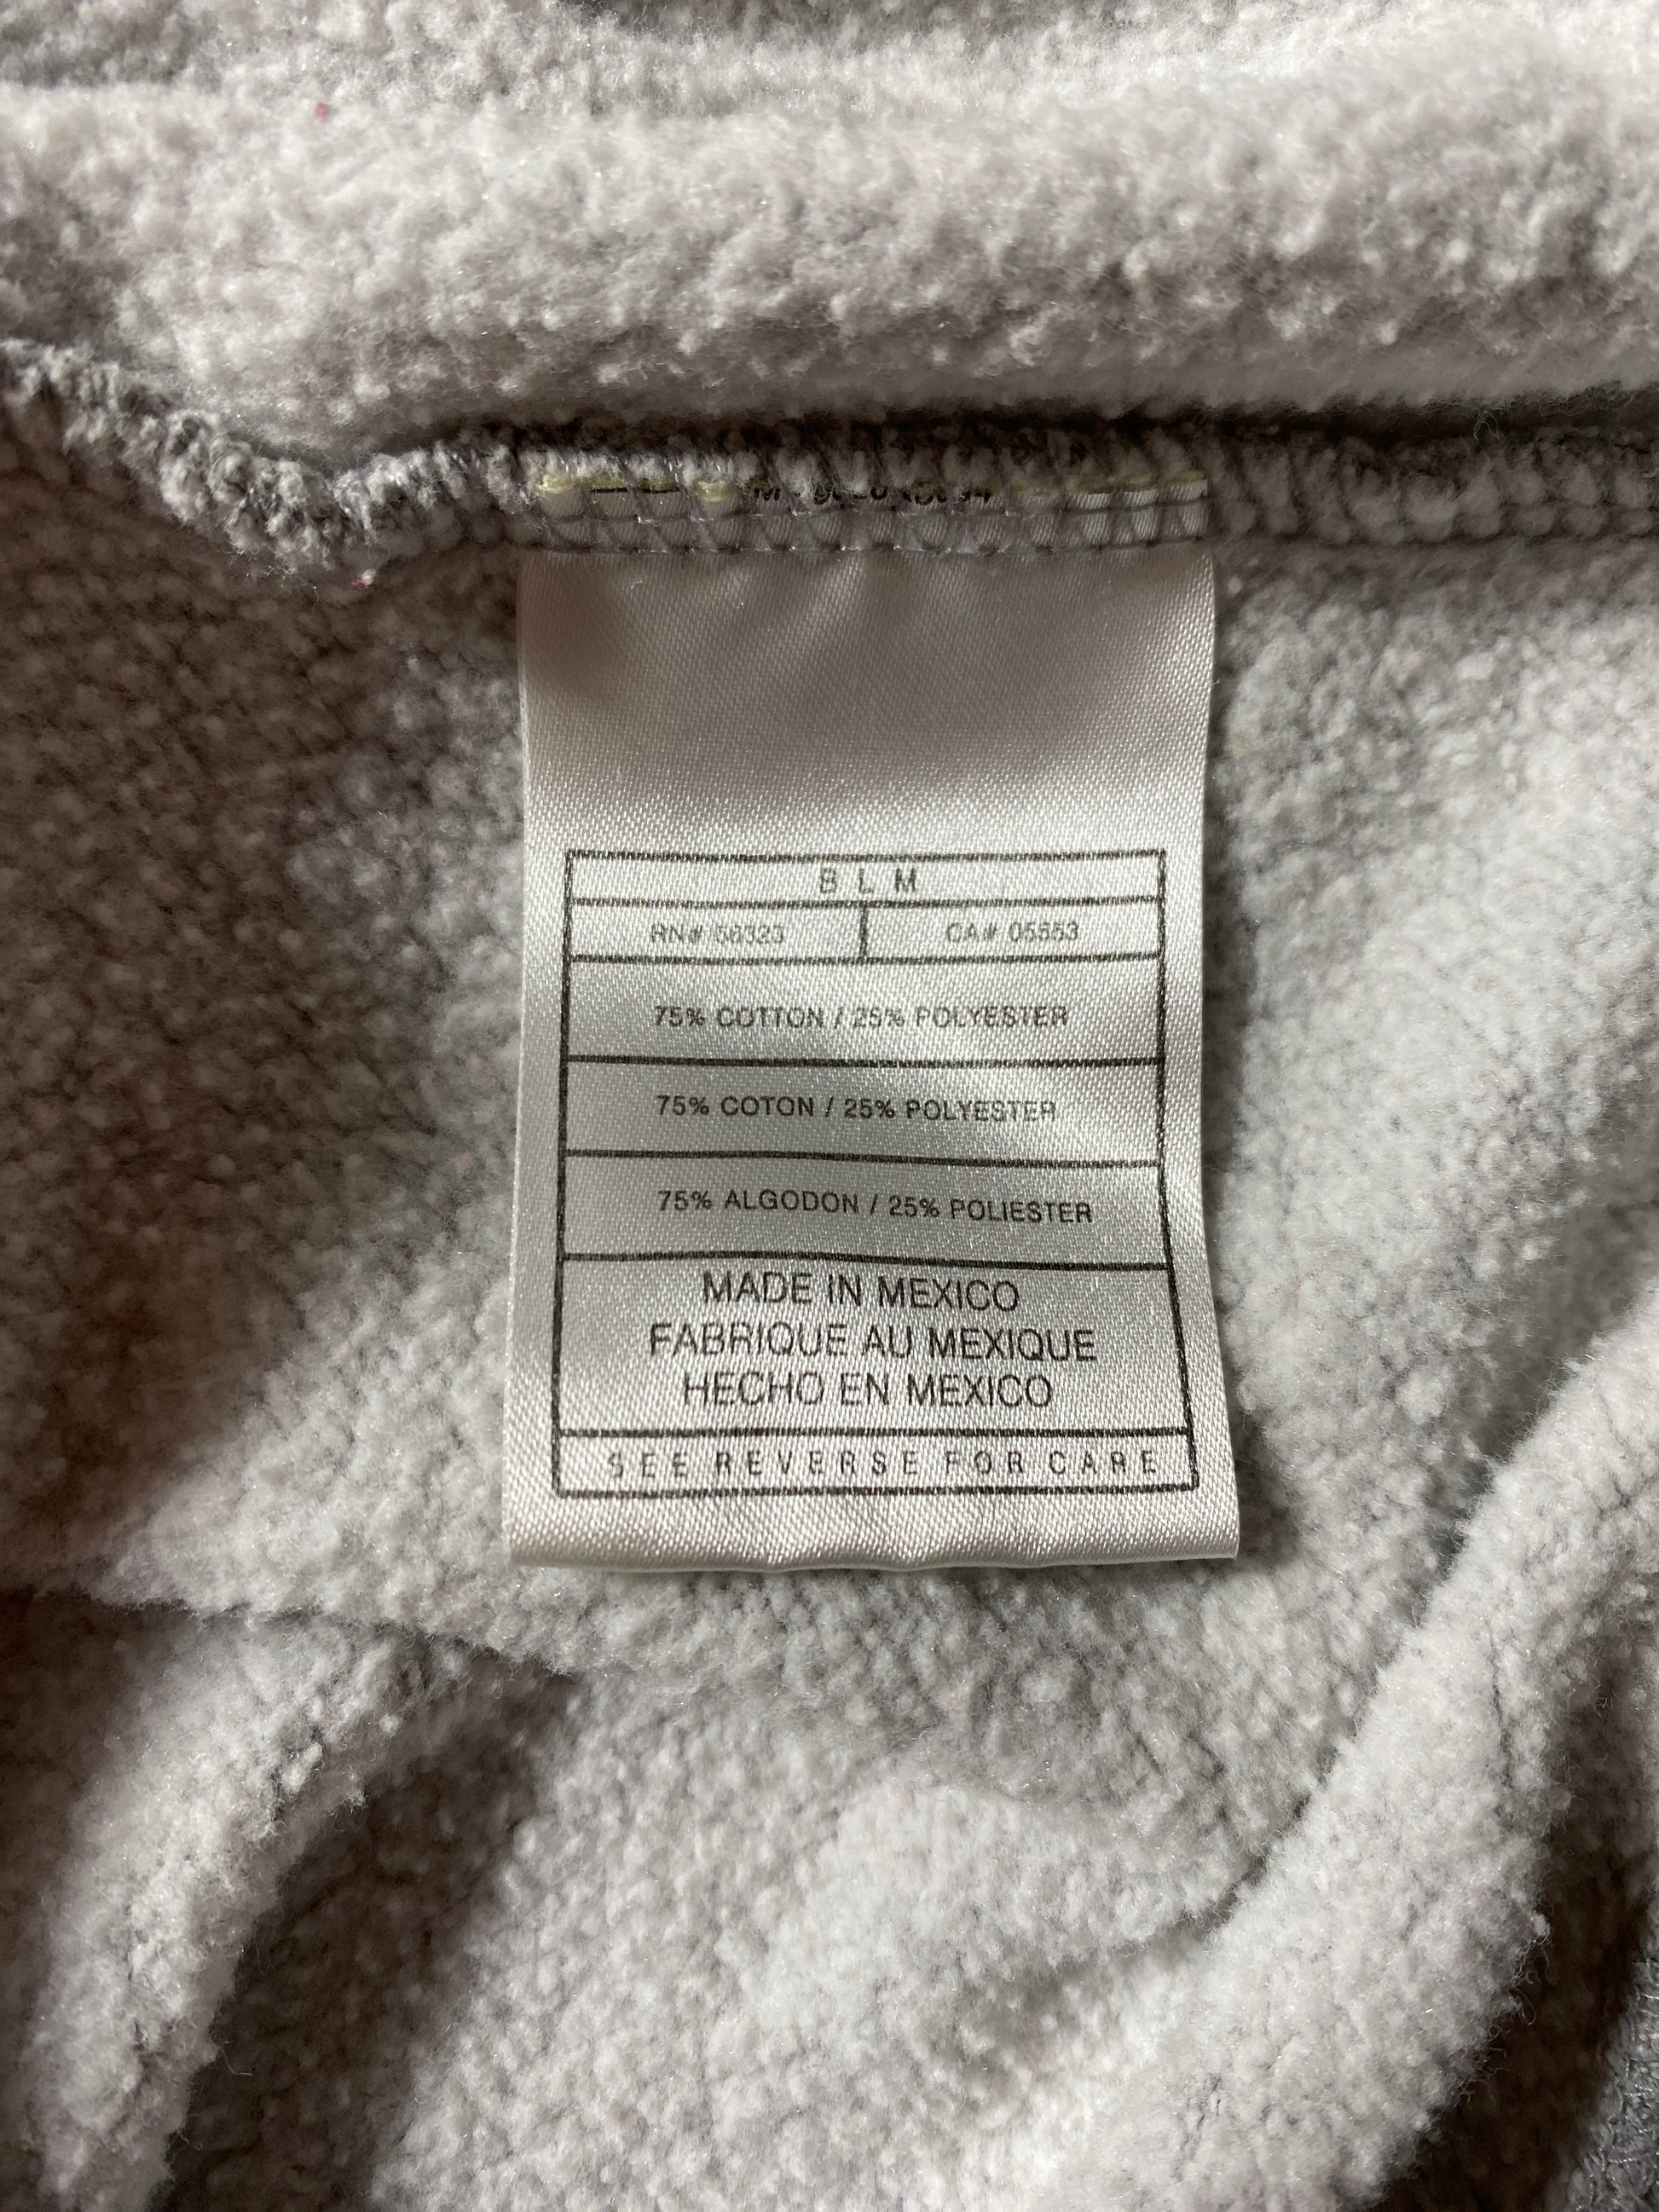 B L M
RN# 56323 CA# 05553
75% COTTON / 25% POLYESTER
75% COTON / 25% POLYESTER
75% ALGODON / 25% POLIESTER
MADE IN MEXICO
FABRIQUE AU MEXIQUE
HECHO EN MEXICO
SEE REVERSE FOR CARE